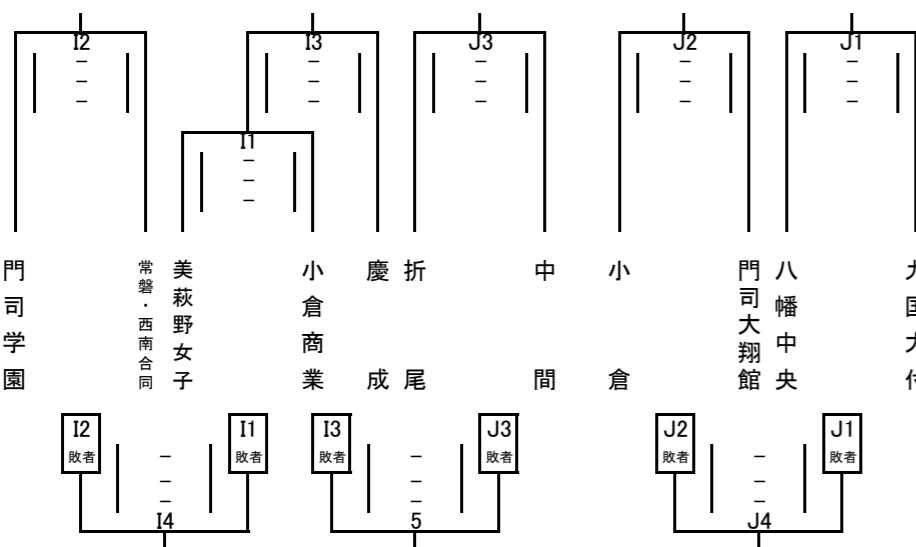 I2
I3
J3
J2
J1
I1
門司学園
常磐・西南合同
美萩野女子
小倉商業
慶成
折尾
中間
小倉
門司大翔館
八幡中央
I2
敗者
I1
敗者
I3
敗者
J3
敗者
J2
敗者
J1
敗者
I4
5
J4